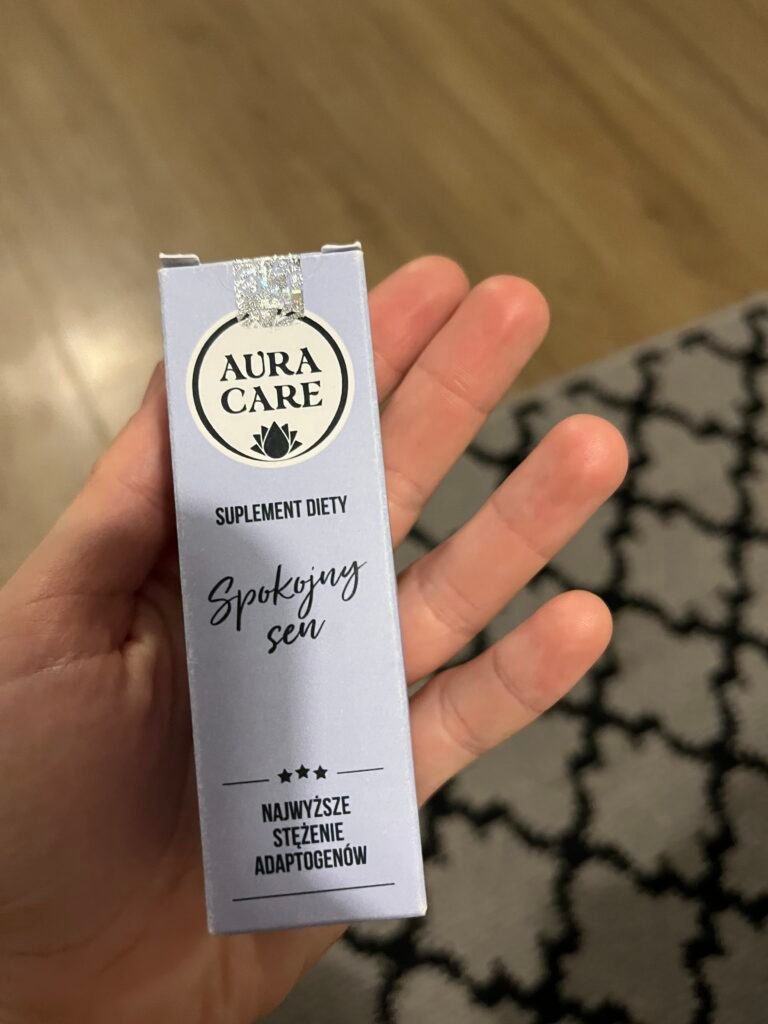 AURA
CARE
SUPLEMENT DIETY
Spokojny
sen
NAJWYŻSZE
STĘŻENIE
ADAPTOGENÓW